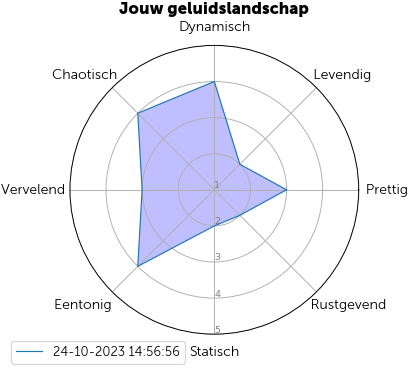 Jouw geluidslandschap
Dynamisch
Chaotisch
Levendig
Vervelend
1
Prettig
2
3
Eentonig
4
Rustgevend
5
24-10-2023 14:56:56
Statisch